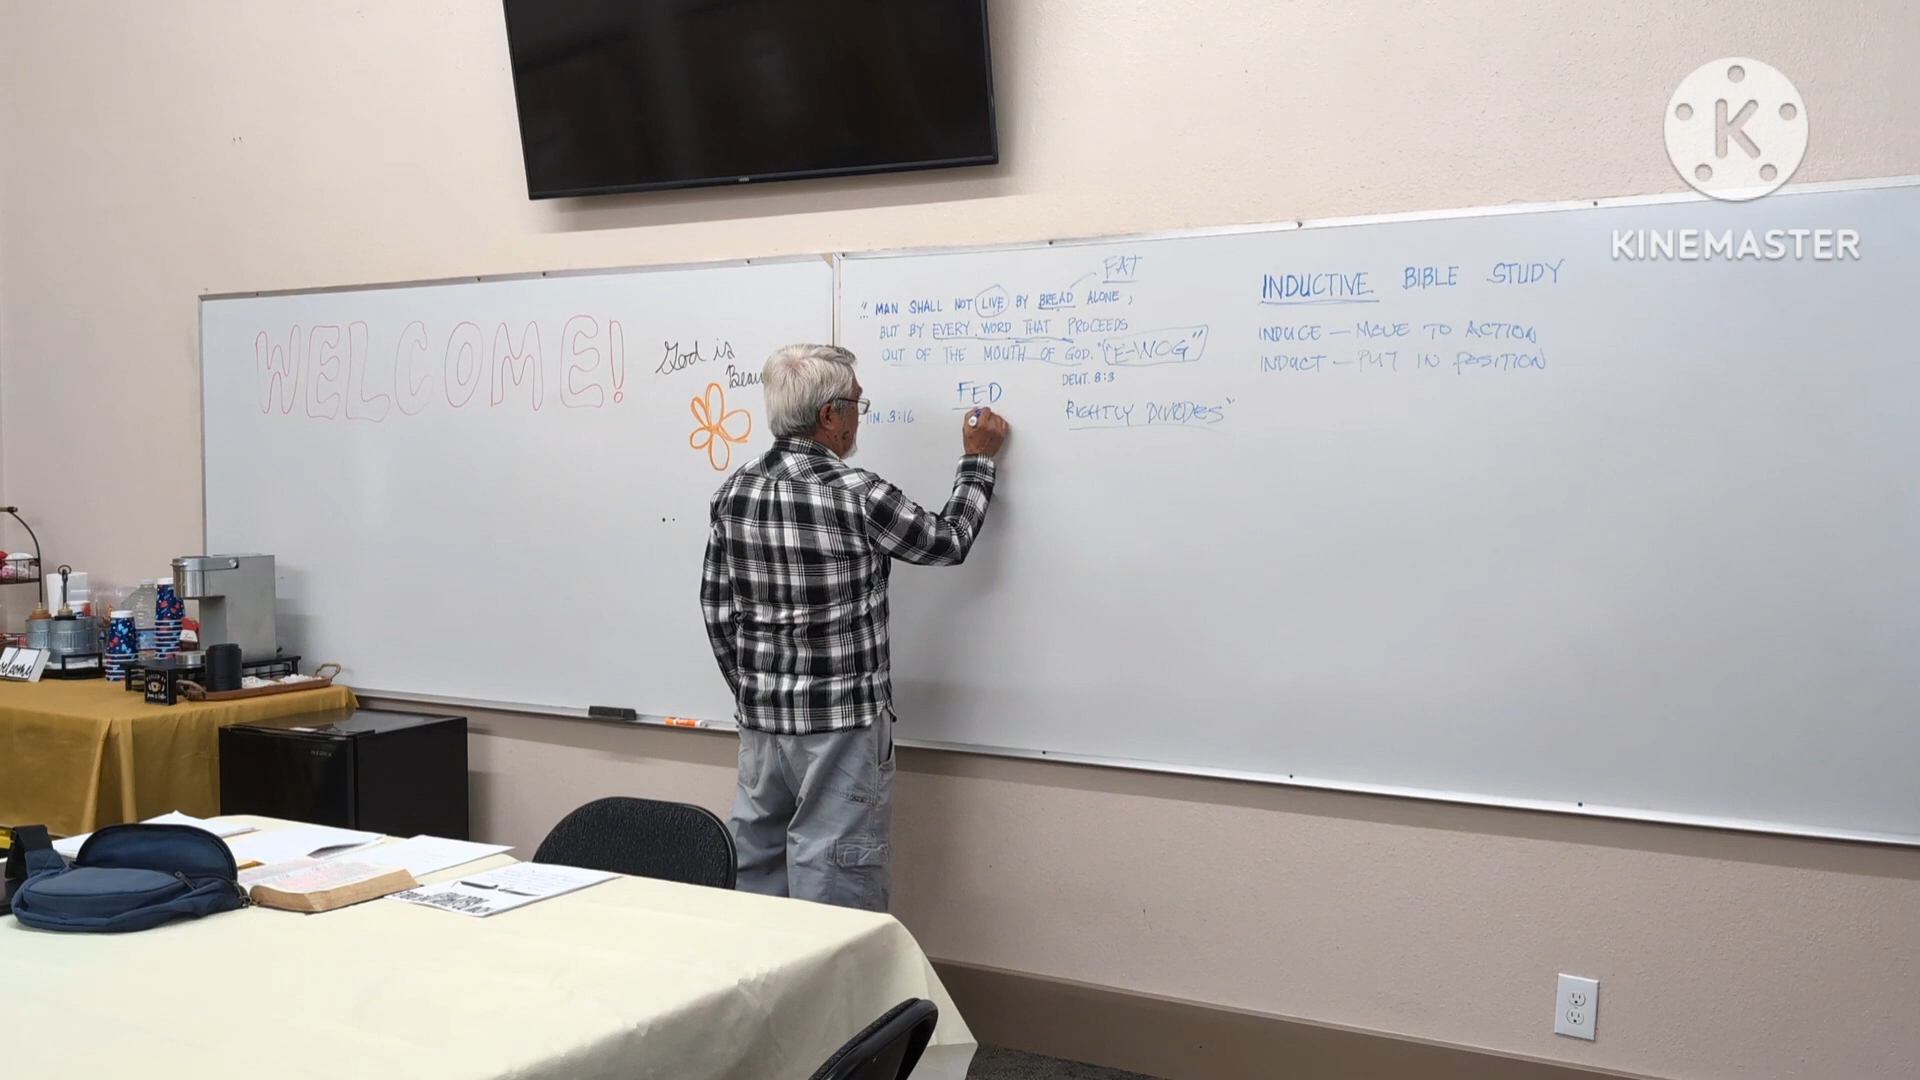 WELCOME!
God is
Beau
EAT
"MAN SHALL NOT LIVE BY BREAD ALONE,
BUT BY EVERY WORD THAT PROCEEDS
OUT OF THE MOUTH OF GOD." "E-WOG"
DEUT. 8:3
FED
TIM. 3:16
RIGHTLY DIVIDES"
INDUCTIVE BIBLE STUDY
INDUCE — MOVE TO ACTION
INDUCT — PUT IN POSITION
K
KINEMASTER